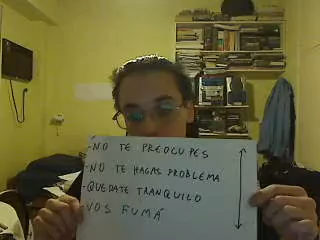 -NO TE PREOCUPES
-NO TE HAGAS PROBLEMA
-QUEDATE TRANQUILO
VOS FUMÁ